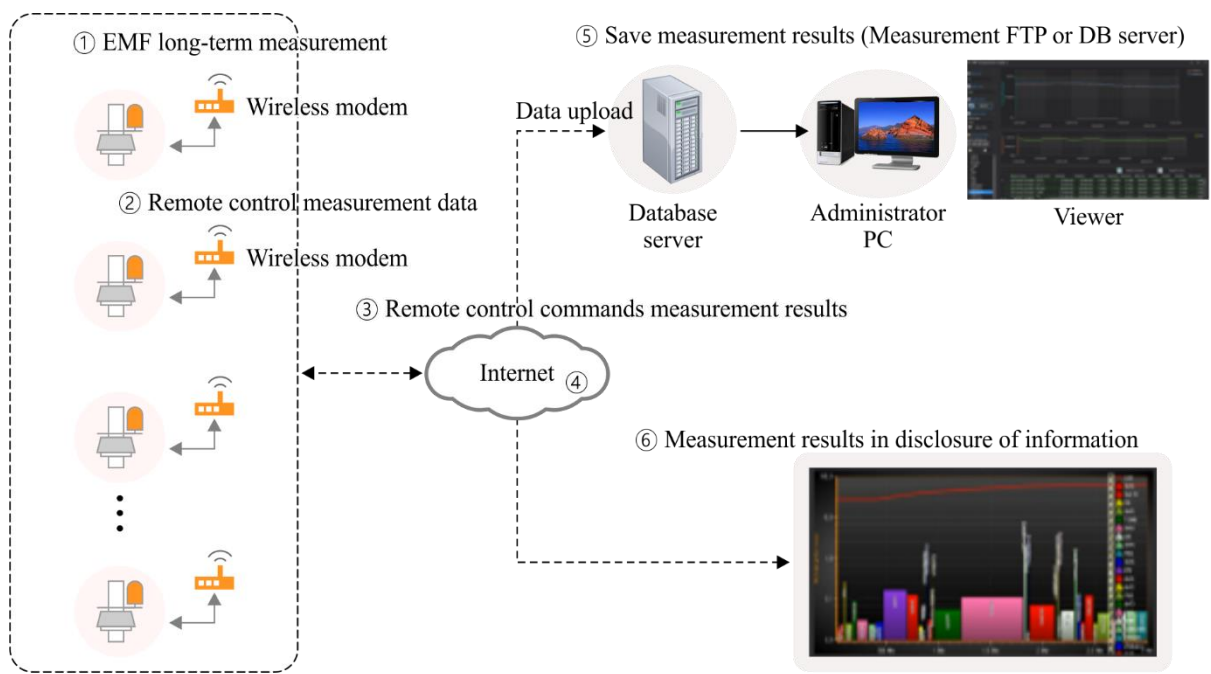 ① EMF long-term measurement
Wireless modem
② Remote control measurement data
Wireless modem
③ Remote control commands measurement results
Internet ④
⑤ Save measurement results (Measurement FTP or DB server)
Data upload
Database
server
Administrator
PC
Viewer
⑥ Measurement results in disclosure of information